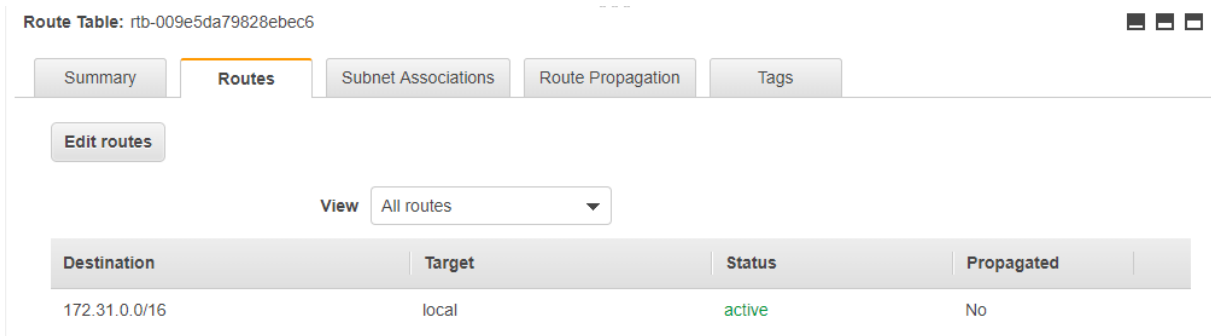 Route Table: rtb-009e5da79828ebec6
Summary Routes Subnet Associations Route Propagation Tags
Edit routes
View All routes
Destination Target Status Propagated
172.31.0.0/16 local active No